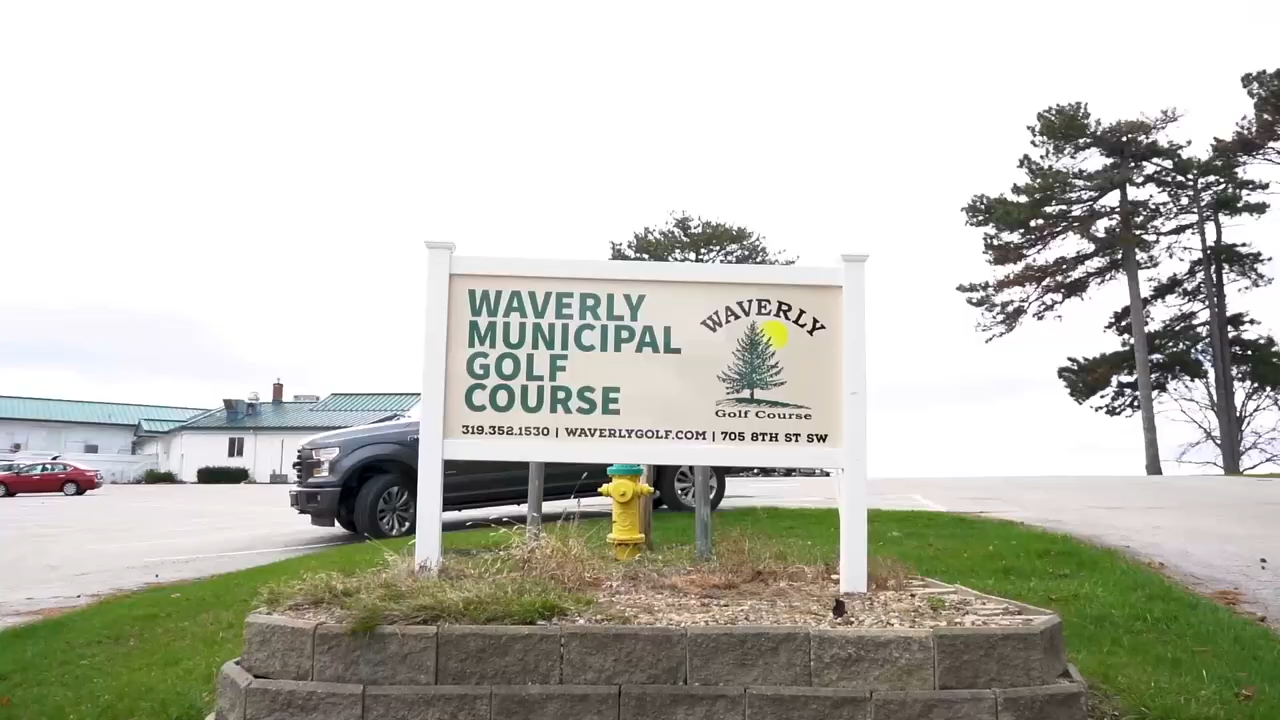 WAVERLY
MUNICIPAL
GOLF
COURSE
WAVERLY
Golf Course
319.352.1530 | WAVERLYGOLF.COM | 705 8TH ST SW